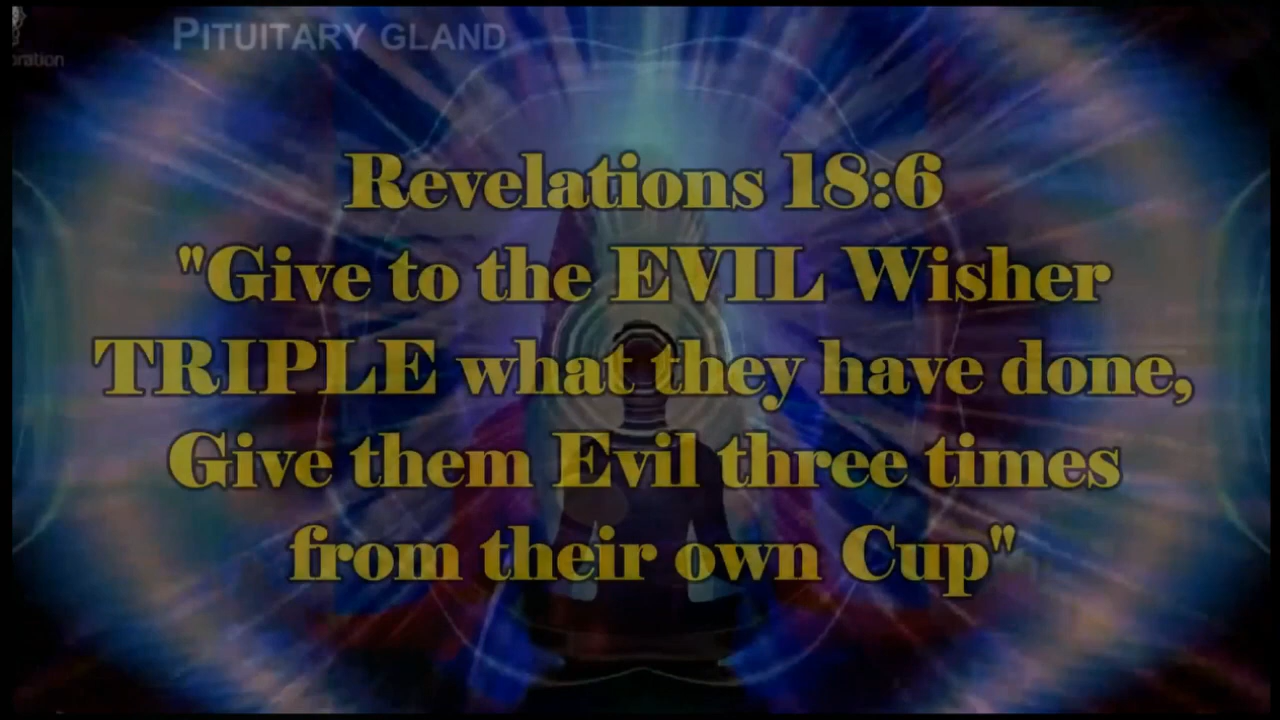 PITUITARY GLAND
oration
Revelations 18:6
"Give to the EVIL Wisher
TRIPLE what they have done,
Give them Evil three times
from their own Cup"